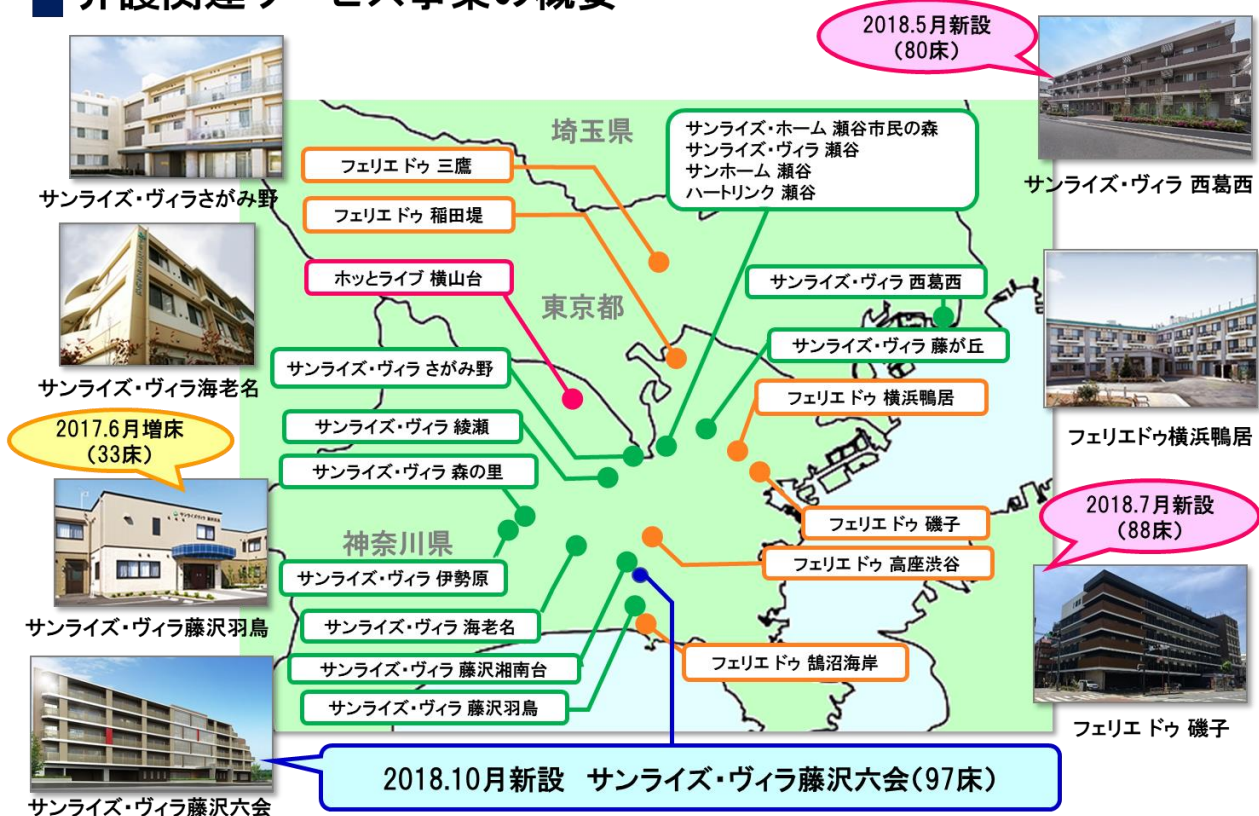 介護関連サービス事業の概要
2018.5月新設
(80床)
サンライズ・ヴィラさがみ野
サンライズ・ヴィラ 西葛西
埼玉県
フェリエ ドゥ 三鷹
フェリエ ドゥ 稲田堤
サンライズ・ホーム 瀬谷市民の森
サンライズ・ヴィラ 瀬谷
サンホーム 瀬谷
ハートリンク 瀬谷
ホッとライブ 横山台
東京都
サンライズ・ヴィラ 西葛西
サンライズ・ヴィラ 藤が丘
サンライズ・ヴィラ さがみ野
フェリエ ドゥ 横浜鴨居
サンライズ・ヴィラ海老名
サンライズ・ヴィラ 綾瀬
フェリエドゥ横浜鴨居
2017.6月増床
(33床)
サンライズ・ヴィラ 森の里
2018.7月新設
(88床)
フェリエ ドゥ 磯子
神奈川県
フェリエ ドゥ 高座渋谷
サンライズ・ヴィラ 伊勢原
サンライズ・ヴィラ藤沢羽鳥
サンライズ・ヴィラ 海老名
サンライズ・ヴィラ 藤沢湘南台
フェリエ ドゥ 鵠沼海岸
サンライズ・ヴィラ 藤沢羽鳥
フェリエ ドゥ 磯子
2018.10月新設 サンライズ・ヴィラ藤沢六会(97床)
サンライズ・ヴィラ藤沢六会